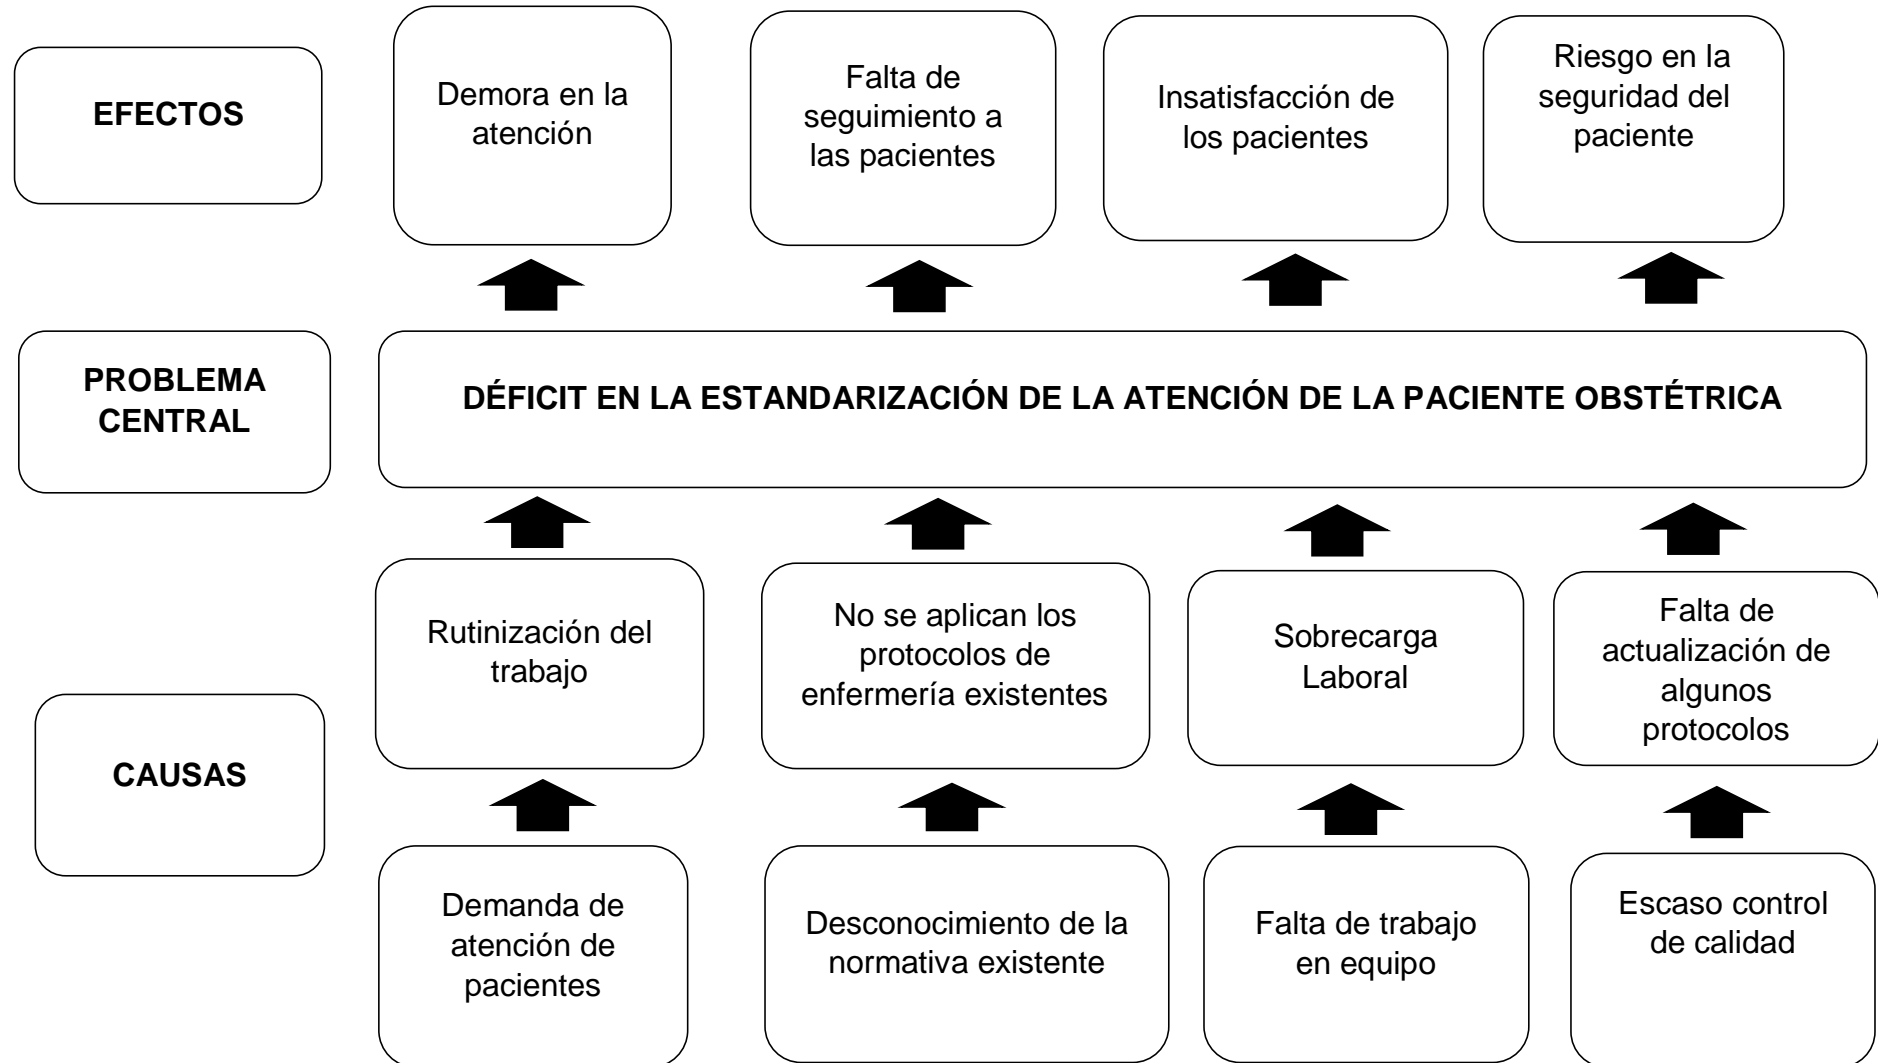 EFECTOS
Demora en la
atención
Falta de
seguimiento a
las pacientes
Insatisfacción de
los pacientes
Riesgo en la
seguridad del
paciente
PROBLEMA
CENTRAL
DÉFICIT EN LA ESTANDARIZACIÓN DE LA ATENCIÓN DE LA PACIENTE OBSTÉTRICA
CAUSAS
Rutinización del
trabajo
No se aplican los
protocolos de
enfermería existentes
Sobrecarga
Laboral
Falta de
actualización de
algunos
protocolos
Demanda de
atención de
pacientes
Desconocimiento de la
normativa existente
Falta de trabajo
en equipo
Escaso control
de calidad